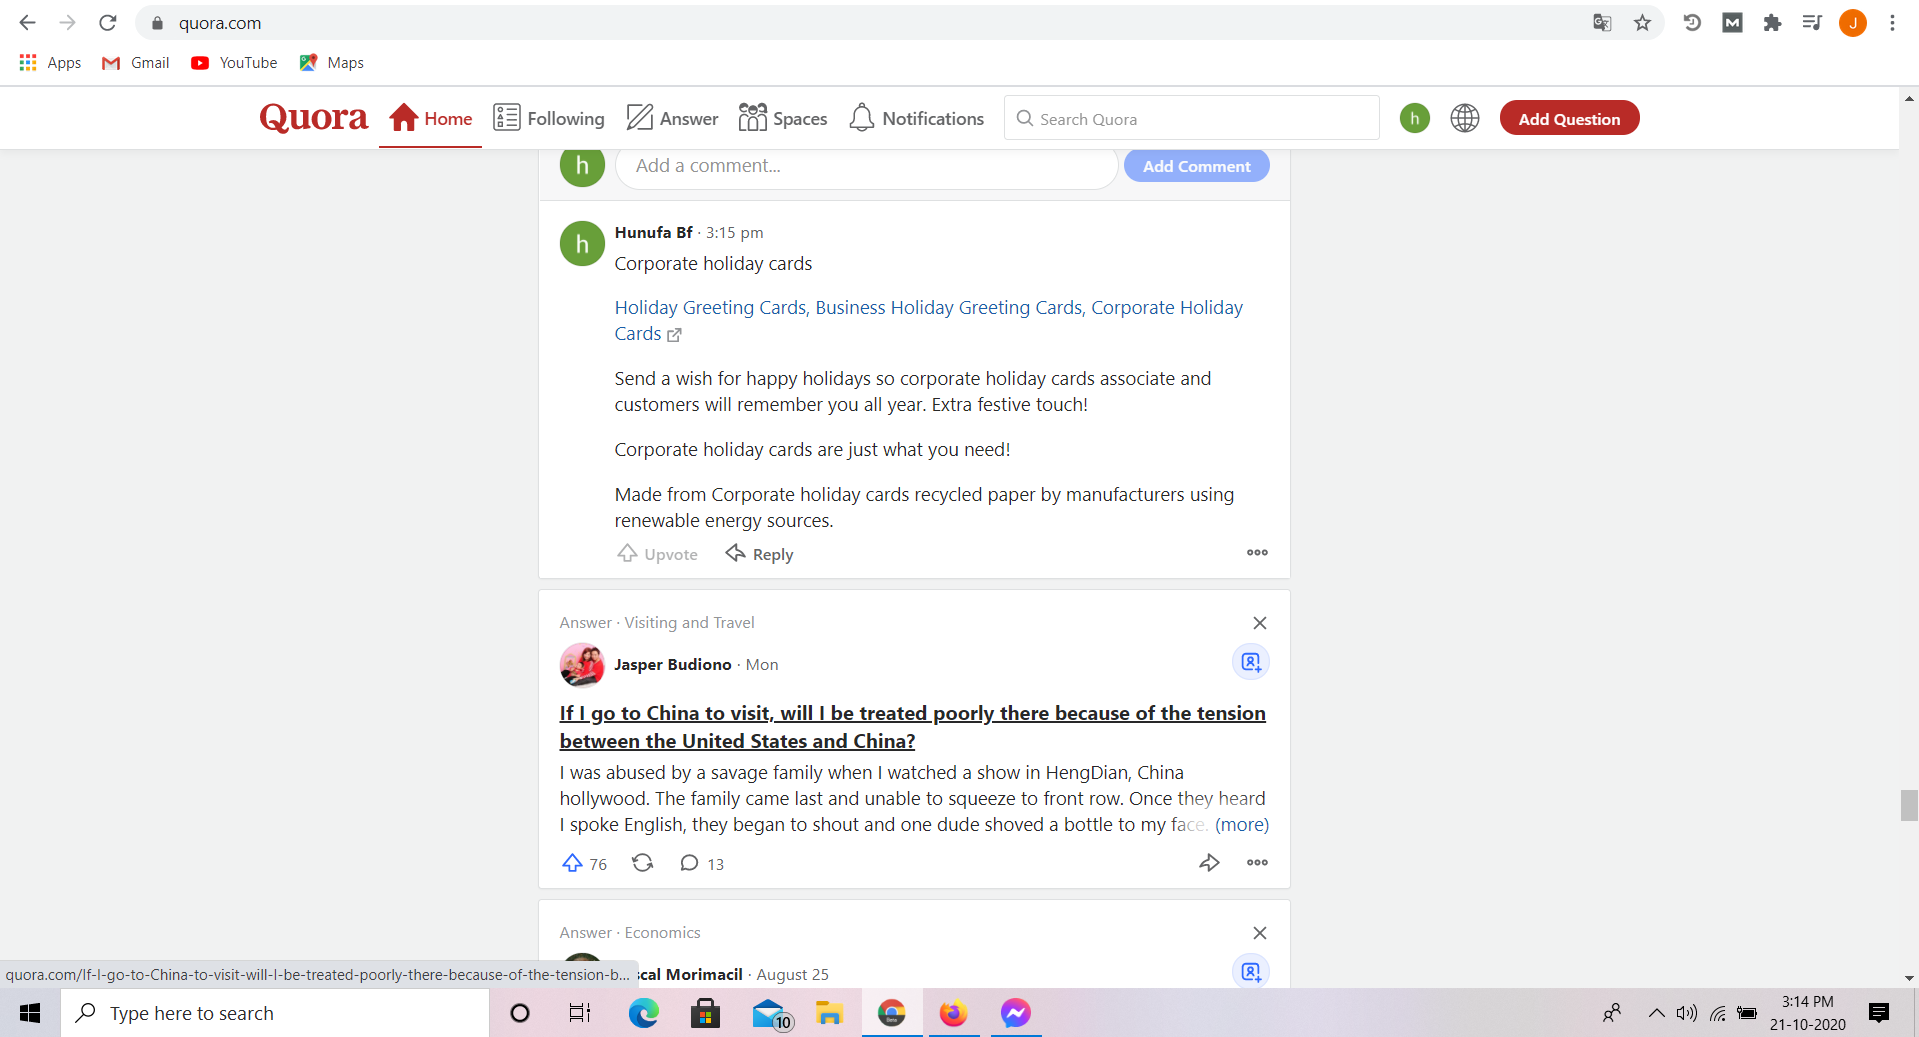 quora.com
M
J
Apps
Gmail
YouTube
Maps
Quora
Home
Following
Answer
Spaces
Notifications
Search Quora
h
Add Question
h
Add a comment...
Add Comment
h
Hunufa Bf · 3:15 pm
Corporate holiday cards
Holiday Greeting Cards, Business Holiday Greeting Cards, Corporate Holiday
Cards
Send a wish for happy holidays so corporate holiday cards associate and
customers will remember you all year. Extra festive touch!
Corporate holiday cards are just what you need!
Made from Corporate holiday cards recycled paper by manufacturers using
renewable energy sources.
Upvote
Reply
Answer · Visiting and Travel
Jasper Budiono · Mon
If I go to China to visit, will I be treated poorly there because of the tension
between the United States and China?
I was abused by a savage family when I watched a show in HengDian, China
hollywood. The family came last and unable to squeeze to front row. Once they heard
I spoke English, they began to shout and one dude shoved a bottle to my face. (more)
76
13
Answer · Economics
scal Morimacil · August 25
quora.com/If-I-go-to-China-to-visit-will-I-be-treated-poorly-there-because-of-the-tension-b...
Type here to search
10
3:14 PM
21-10-2020